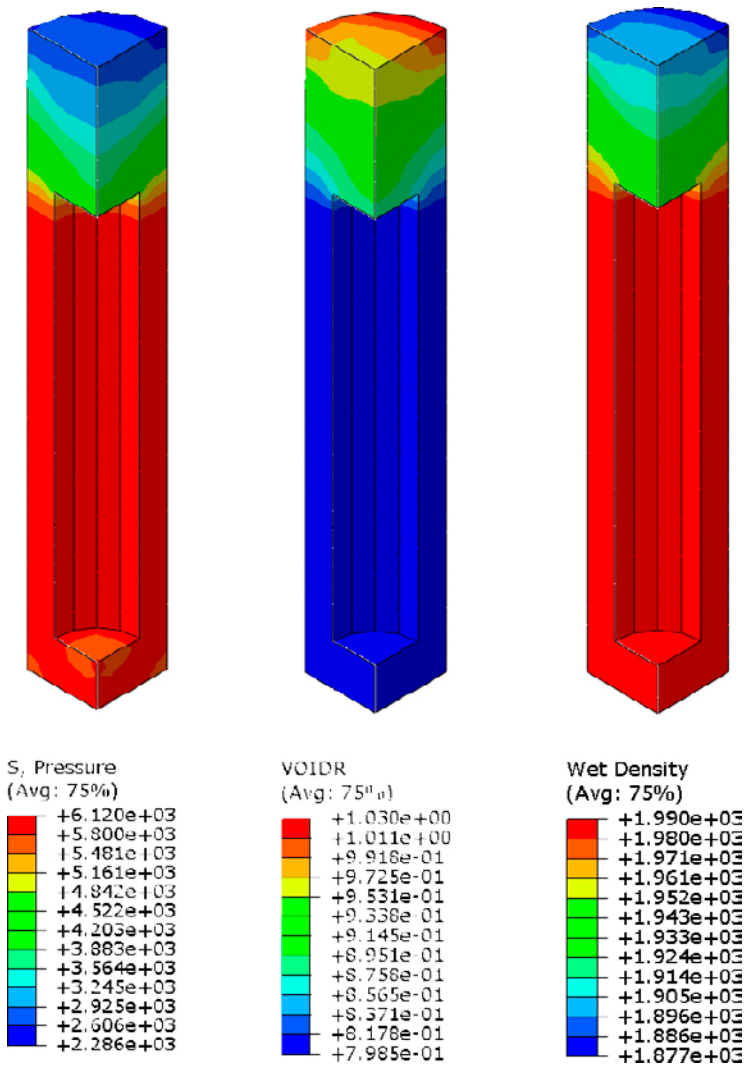 S, Pressure
(Avg: 75%)
+6.120e+03
+5.800e+03
+5.481e+03
+5.161e+03
+4.842e+03
+4.522e+03
+4.203e+03
+3.883e+03
+3.564e+03
+3.245e+03
+2.925e+03
+2.606e+03
+2.286e+03
VOIDR
(Avg: 75%)
+1.030e+00
+1.011e+00
+9.918e-01
+9.725e-01
+9.531e-01
+9.338e-01
+9.145e-01
+8.951e-01
+8.758e-01
+8.565e-01
+8.371e-01
+8.178e-01
+7.985e-01
Wet Density
(Avg: 75%)
+1.990e+03
+1.980e+03
+1.971e+03
+1.961e+03
+1.952e+03
+1.943e+03
+1.933e+03
+1.924e+03
+1.914e+03
+1.905e+03
+1.896e+03
+1.886e+03
+1.877e+03